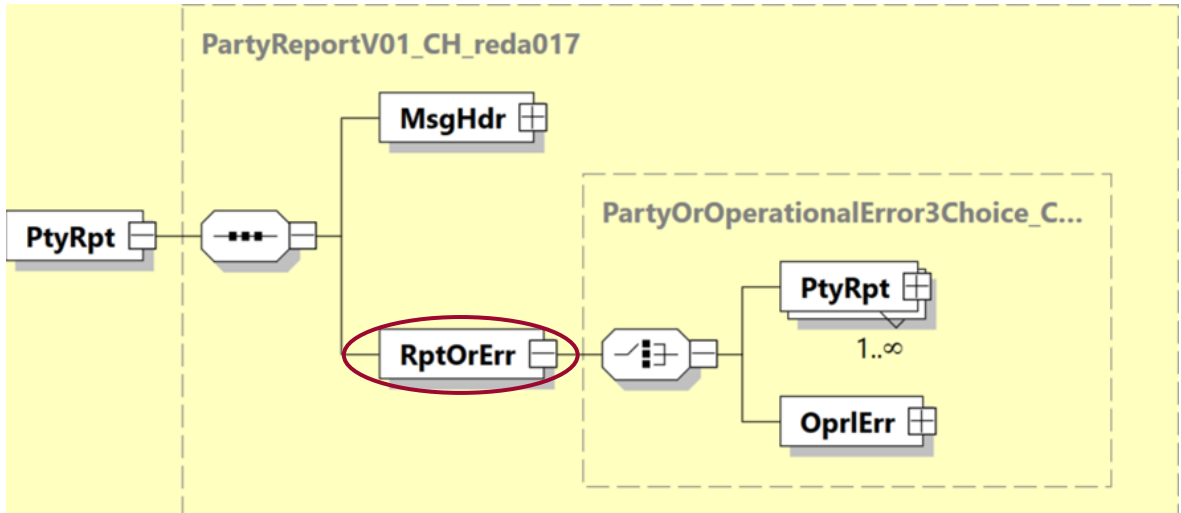 PartyReportV01_CH_reda017
MsgHdr
PtyRpt
PartyOrOperationalError3Choice_C...
PtyRpt
1..∞
RptOrErr
OprlErr